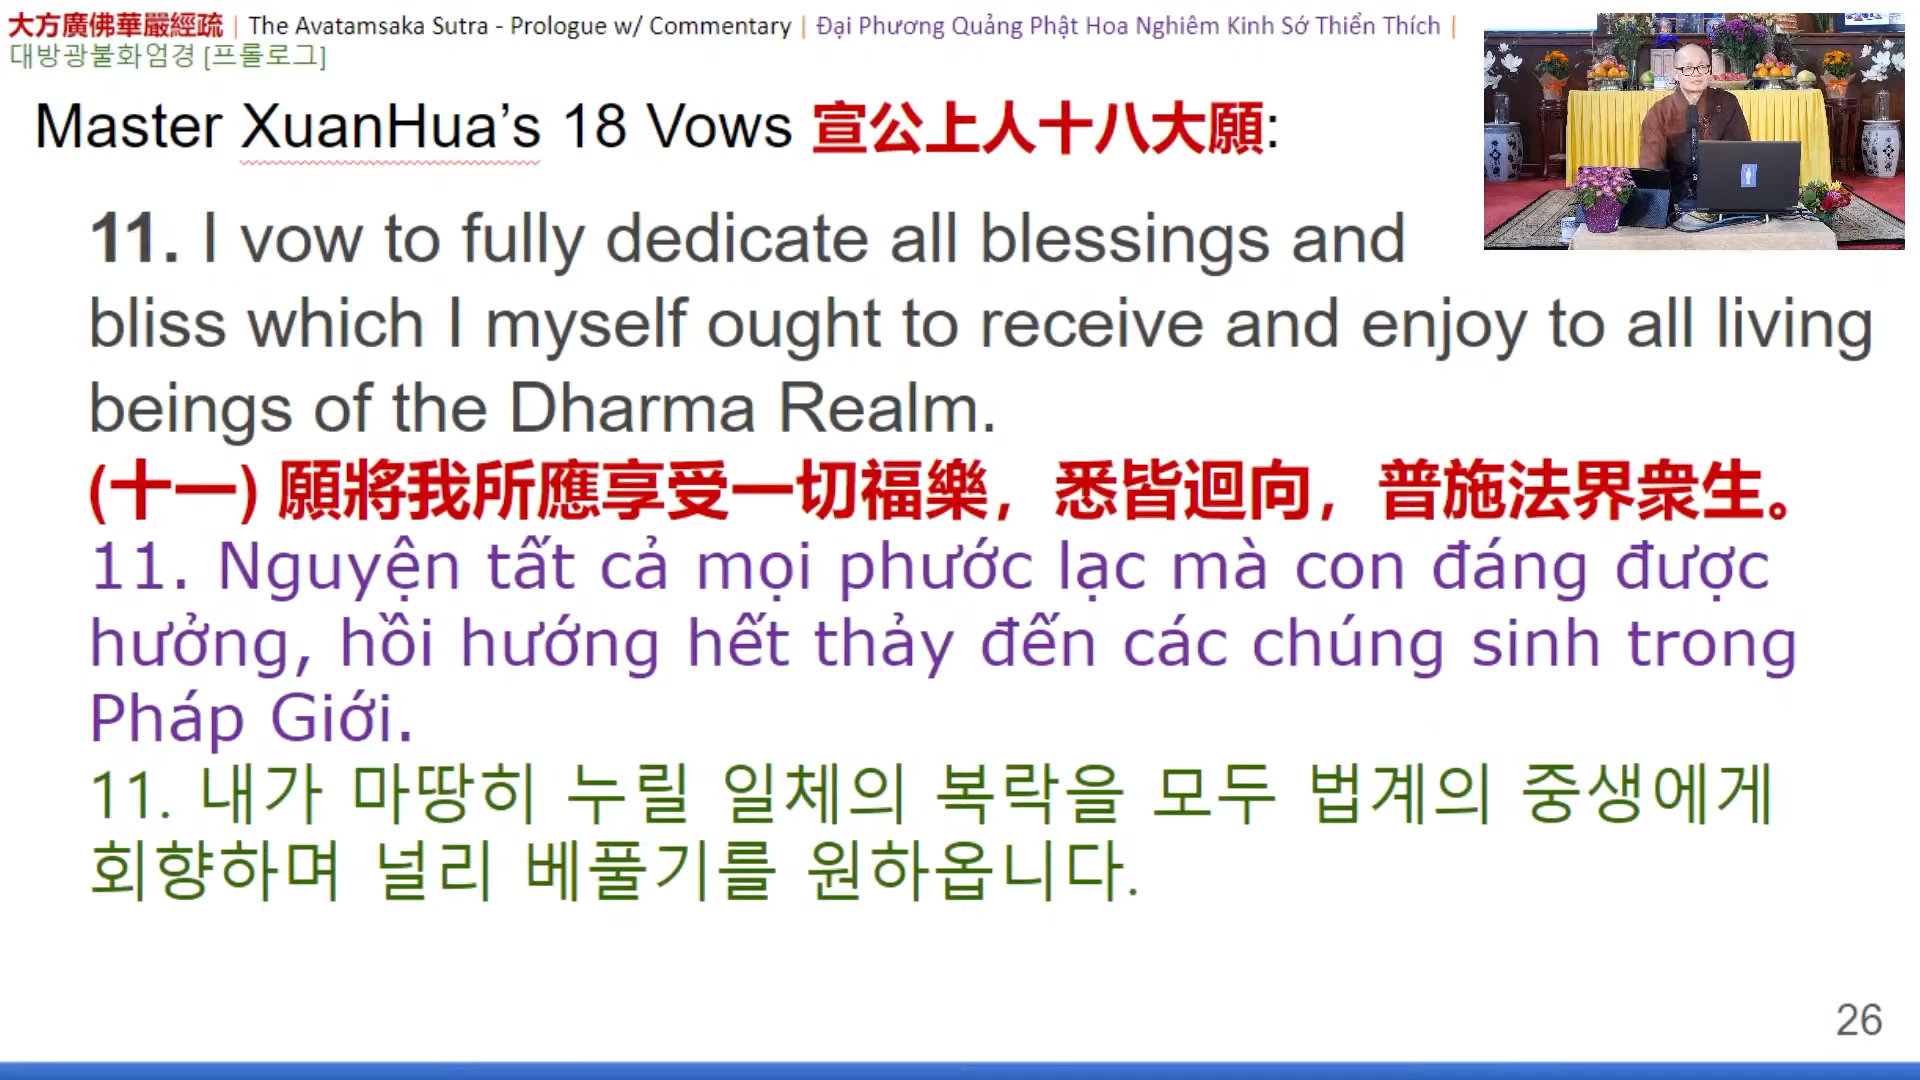 大方廣佛華嚴經疏 | The Avatamsaka Sutra - Prologue w/ Commentary | Đại Phương Quảng Phật Hoa Nghiêm Kinh Sớ Thiển Thích |
대방광불화엄경 [프롤로그]
Master XuanHua’s 18 Vows 宣公上人十八大願:
11. I vow to fully dedicate all blessings and
bliss which I myself ought to receive and enjoy to all living
beings of the Dharma Realm.
(十一) 願將我所應享受一切福樂，悉皆迴向，普施法界衆生。
11. Nguyện tất cả mọi phước lạc mà con đáng được
hưởng, hồi hướng hết thảy đến các chúng sinh trong
Pháp Giới.
11. 내가 마땅히 누릴 일체의 복락을 모두 법계의 중생에게
회향하며 널리 베풀기를 원하옵니다.
26